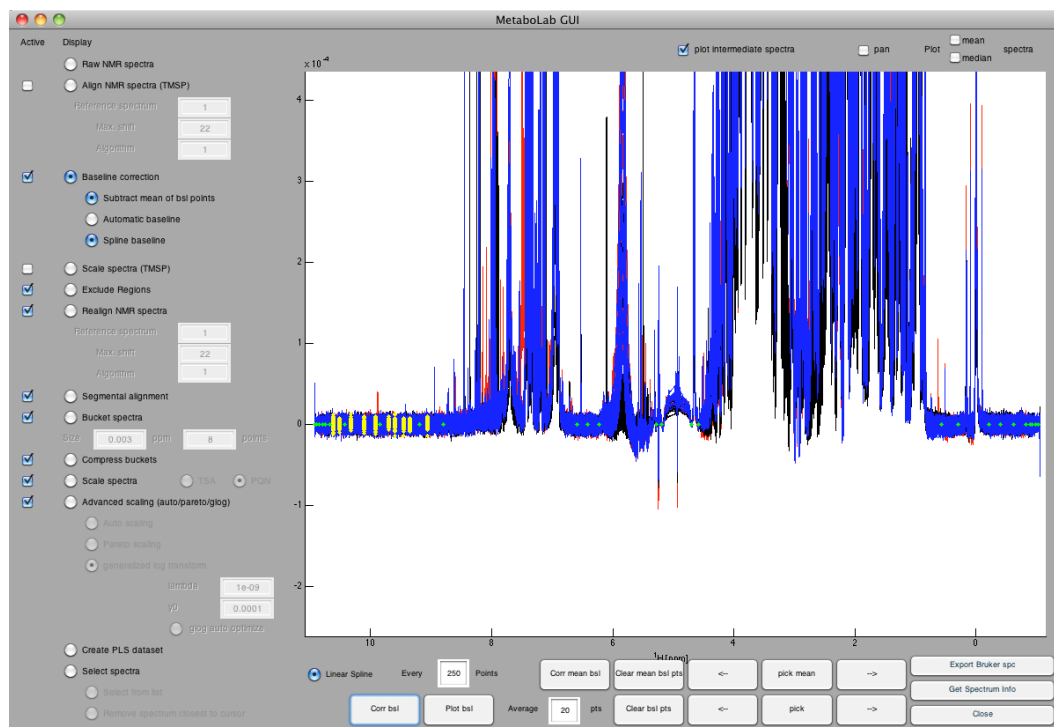 MetaboLab GUI
Active Display
Raw NMR spectra
Align NMR spectra (TMSP)
Reference spectrum 1
Max. shift 22
Algorithm 1
Baseline correction
Subtract mean of bsl points
Automatic baseline
Spline baseline
Scale spectra (TMSP)
Exclude Regions
Realign NMR spectra
Reference spectrum 1
Max. shift 22
Algorithm 1
Segmental alignment
Bucket spectra
Size 0.003 ppm 8 points
Compress buckets
Scale spectra TSA PQN
Advanced scaling (auto/pareto/glog)
Auto scaling
Pareto scaling
generalized log transform
lambda 1e-09
y0 0.0001
glog auto optimize
Create PLS dataset
Select spectra
Select from list
Remove spectrum closest to cursor
plot intermediate spectra pan Plot mean median spectra
x 10^-4
4
3
2
1
0
-1
-2
10 8 6 4 2 0
¹H [ppm]
Linear Spline Every 250 Points Corr mean bsl Clear mean bsl pts <-- pick mean --> Export Bruker spc
Get Spectrum Info
Corr bsl Plot bsl Average 20 pts Clear bsl pts <-- pick --> Close